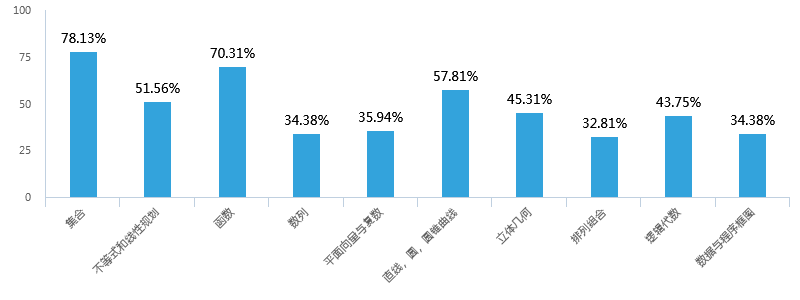 100
75
50
25
0
78.13%
51.56%
70.31%
34.38%
35.94%
57.81%
45.31%
32.81%
43.75%
34.38%
集合
不等式和线性规划
函数
数列
平面向量与复数
直线，圆，圆锥曲线
立体几何
排列组合
逻辑代数
数据与程序框图